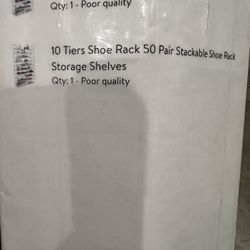 Qty: 1 - Poor quality
10 Tiers Shoe Rack 50 Pair Stackable Shoe Rack
Storage Shelves
Qty: 1 - Poor quality